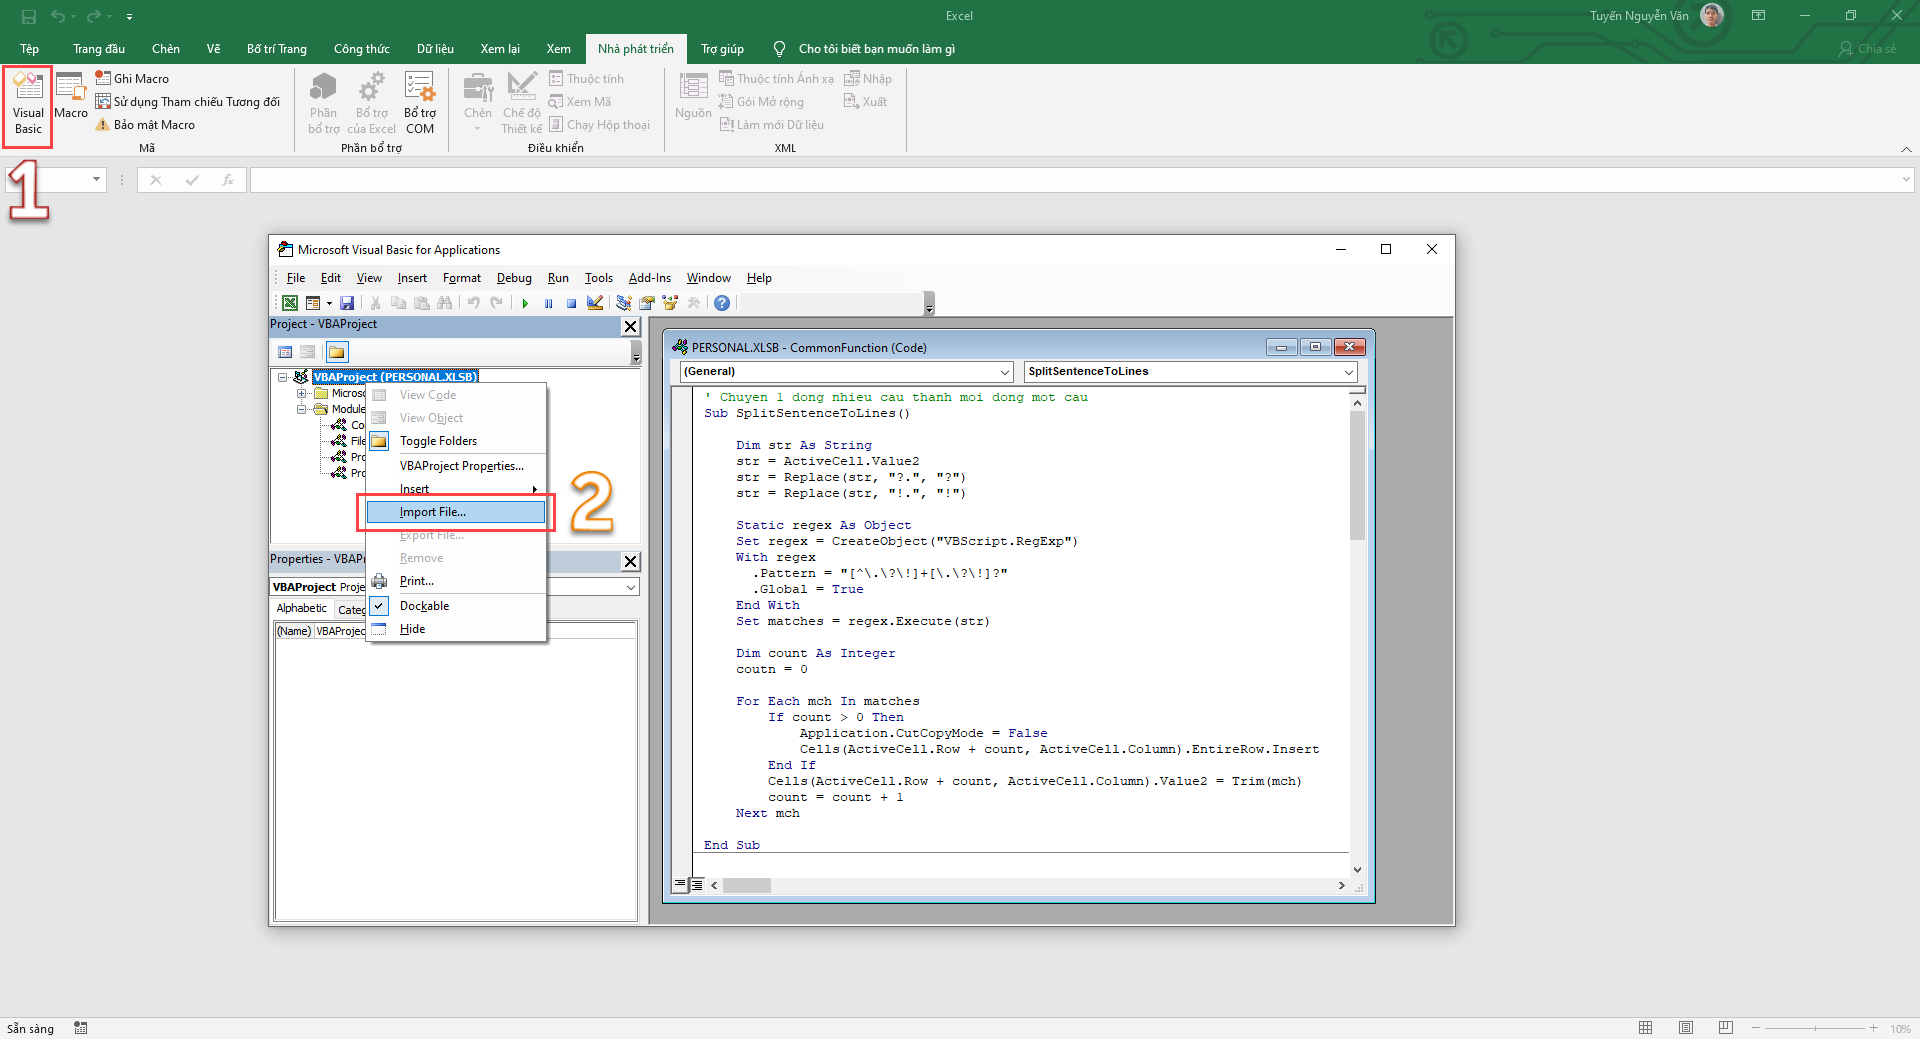 Excel
Tuyến Nguyễn Văn
Tệp Trang đầu Chèn Vẽ Bố trí Trang Công thức Dữ liệu Xem lại Xem Nhà phát triển Trợ giúp Cho tôi biết bạn muốn làm gì Chia sẻ
Visual Basic
Macro
Ghi Macro
Sử dụng Tham chiếu Tương đối
Bảo mật Macro
Mã
Phần bổ trợ
Bổ trợ của Excel
Bổ trợ COM
Phần bổ trợ
Chèn
Chế độ Thiết kế
Thuộc tính
Xem Mã
Chạy Hộp thoại
Điều khiển
Nguồn
Thuộc tính Ánh xạ
Gói Mở rộng
Làm mới Dữ liệu
Nhập
Xuất
XML
1
fx
Microsoft Visual Basic for Applications
File Edit View Insert Format Debug Run Tools Add-Ins Window Help
Project - VBAProject
VBAProject (PERSONAL.XLSB)
Microso
Module
Co
File
Pro
Pro
View Code
View Object
Toggle Folders
VBAProject Properties...
Insert
Import File...
Export File...
Remove
Print...
Dockable
Hide
2
Properties - VBAPr
VBAProject Proje
Alphabetic Categ
(Name) VBAProjec
PERSONAL.XLSB - CommonFunction (Code)
(General) SplitSentenceToLines
' Chuyen 1 dong nhieu cau thanh moi dong mot cau
Sub SplitSentenceToLines()
Dim str As String
str = ActiveCell.Value2
str = Replace(str, "?.", "?")
str = Replace(str, "!.", "!")
Static regex As Object
Set regex = CreateObject("VBScript.RegExp")
With regex
.Pattern = "[^\.\?\!]+[\.\?\!]?"
.Global = True
End With
Set matches = regex.Execute(str)
Dim count As Integer
coutn = 0
For Each mch In matches
If count > 0 Then
Application.CutCopyMode = False
Cells(ActiveCell.Row + count, ActiveCell.Column).EntireRow.Insert
End If
Cells(ActiveCell.Row + count, ActiveCell.Column).Value2 = Trim(mch)
count = count + 1
Next mch
End Sub
Sẵn sàng
10%